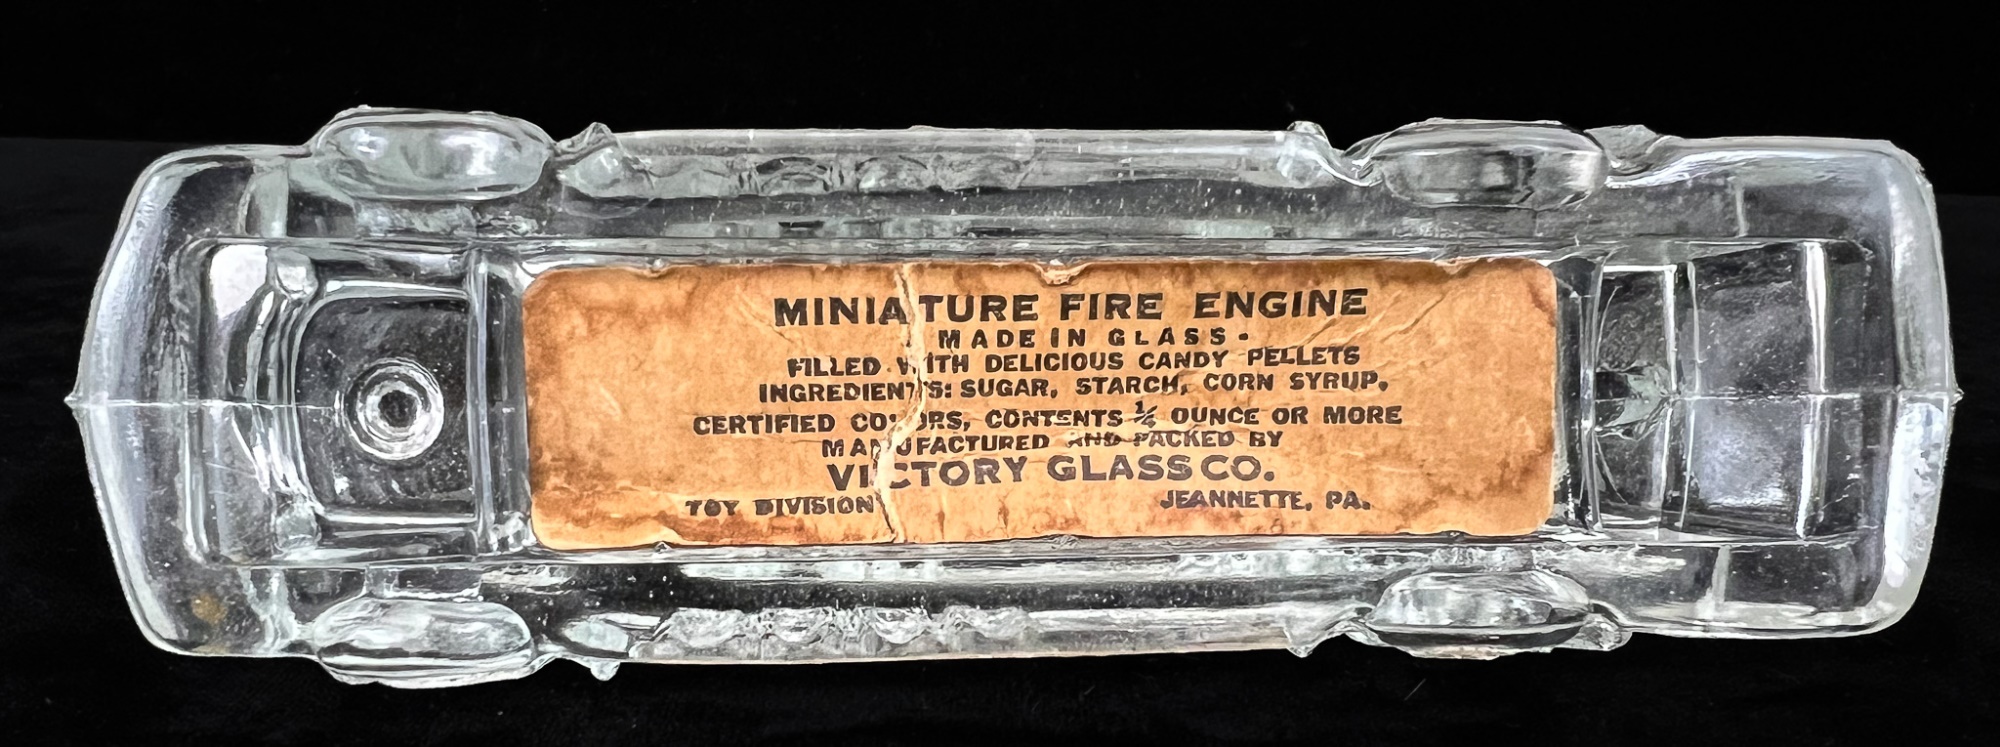 MINIATURE FIRE ENGINE
MADE IN GLASS
FILLED WITH DELICIOUS CANDY PELLETS
INGREDIENTS: SUGAR, STARCH, CORN SYRUP,
CERTIFIED COLORS, CONTENTS ¼ OUNCE OR MORE
MANUFACTURED AND PACKED BY
VICTORY GLASS CO.
TOY DIVISION JEANNETTE, PA.